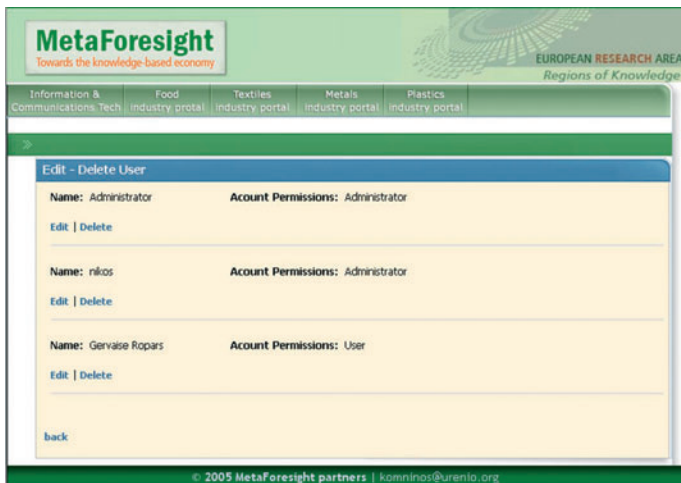 MetaForesight
Towards the knowledge-based economy
EUROPEAN RESEARCH AREA
Regions of Knowledge
Information & Communications Tech
Food industry protal
Textiles industry portal
Metals industry portal
Plastics industry portal
»
Edit - Delete User
Name: Administrator Acount Permissions: Administrator
Edit | Delete
Name: nikos Acount Permissions: Administrator
Edit | Delete
Name: Gervaise Ropars Acount Permissions: User
Edit | Delete
back
© 2005 MetaForesight partners | komninos@urenio.org